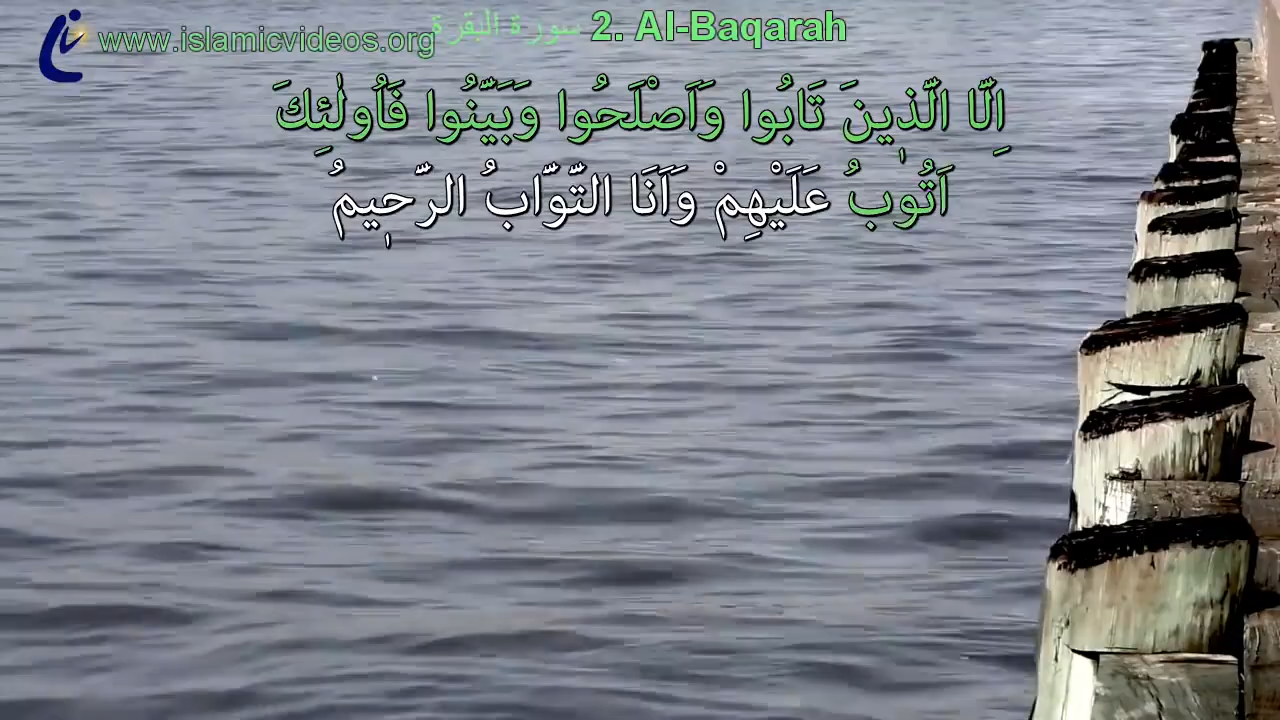 www.islamicvideos.org
سورة البقرة 2. Al-Baqarah
اِلَّا الَّذٖينَ تَابُوا وَاَصْلَحُوا وَبَيَّنُوا فَاُولٰئِكَ
اَتُوبُ عَلَيْهِمْ وَاَنَا التَّوَّابُ الرَّحٖيمُ